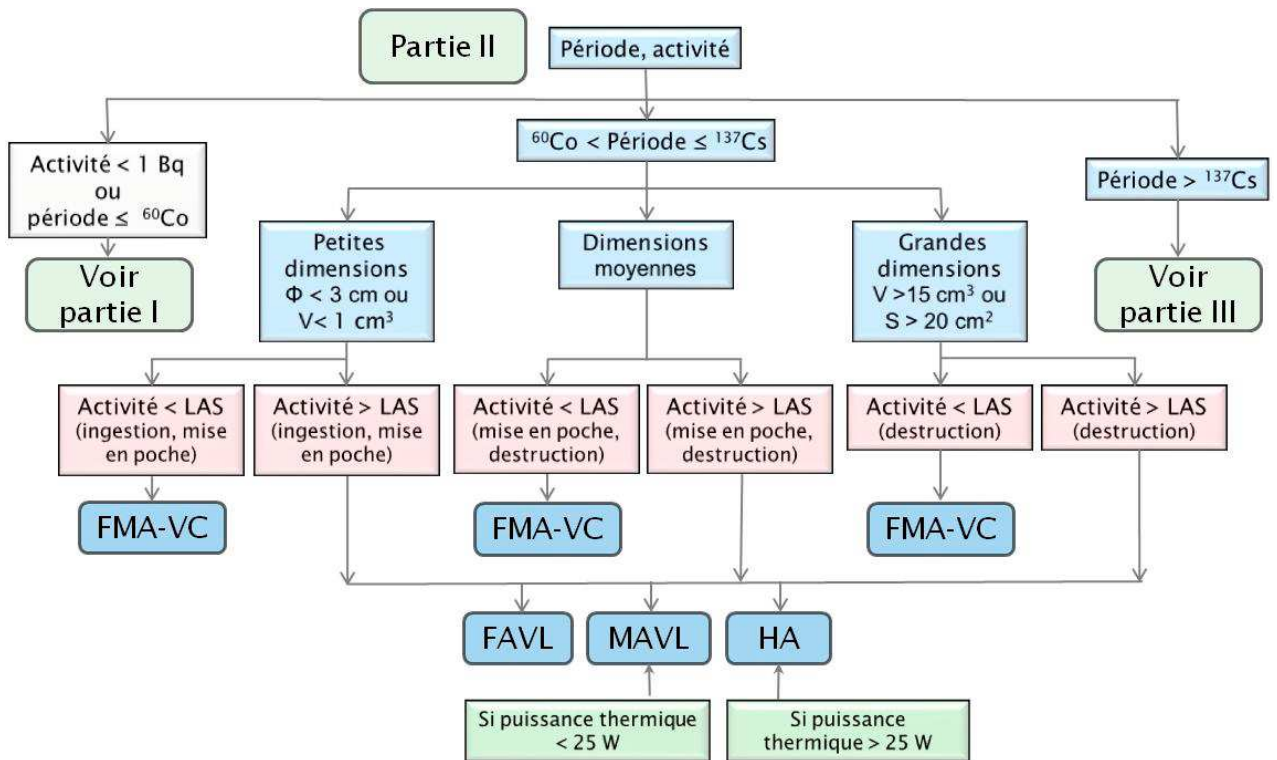 Partie II
Période, activité
Activité < 1 Bq
ou
période ≤ ⁶⁰Co
⁶⁰Co < Période ≤ ¹³⁷Cs
Période > ¹³⁷Cs
Voir
partie I
Petites
dimensions
Φ < 3 cm ou
V< 1 cm³
Dimensions
moyennes
Grandes
dimensions
V >15 cm³ ou
S > 20 cm²
Voir
partie III
Activité < LAS
(ingestion, mise
en poche)
Activité > LAS
(ingestion, mise
en poche)
Activité < LAS
(mise en poche,
destruction)
Activité > LAS
(mise en poche,
destruction)
Activité < LAS
(destruction)
Activité > LAS
(destruction)
FMA-VC
FMA-VC
FMA-VC
FAVL
MAVL
HA
Si puissance thermique
< 25 W
Si puissance
thermique > 25 W